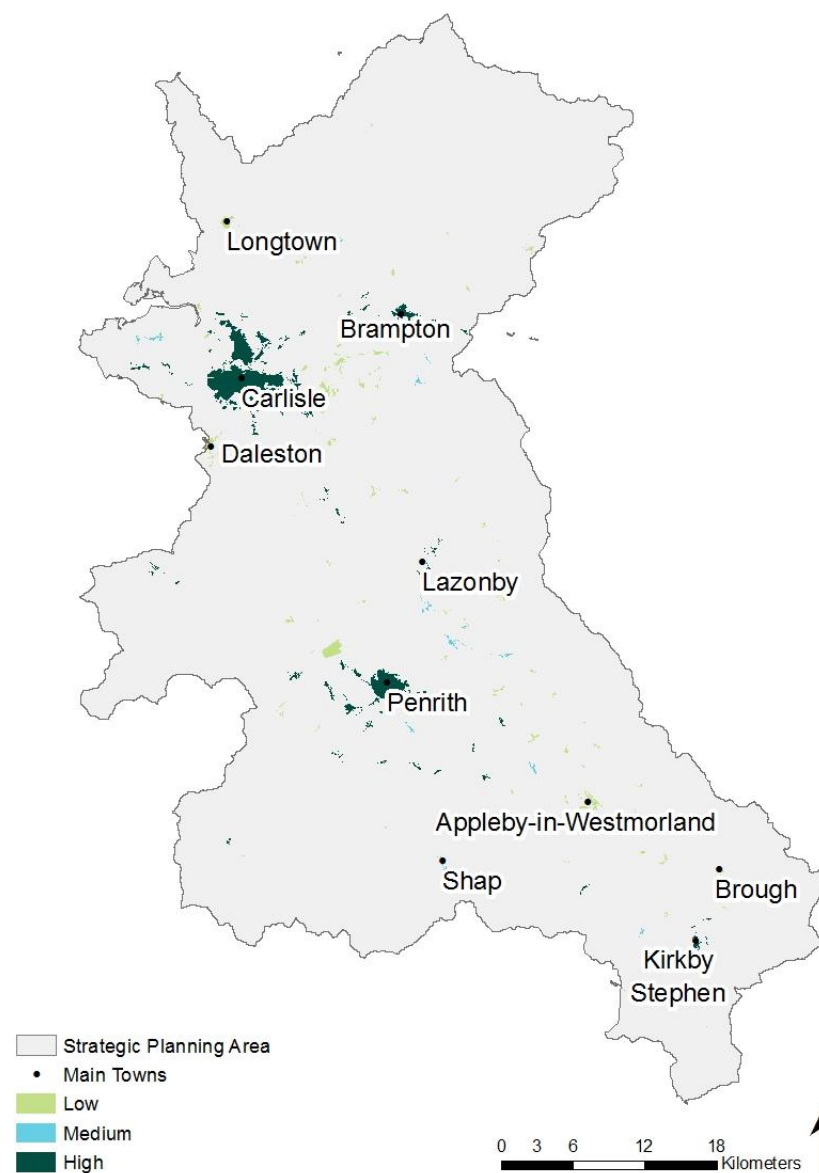 Longtown
Brampton
Carlisle
Daleston
Lazonby
Penrith
Appleby-in-Westmorland
Shap
Brough
Kirkby
Stephen
Strategic Planning Area
Main Towns
Low
Medium
High
0 3 6 12 18
Kilometers